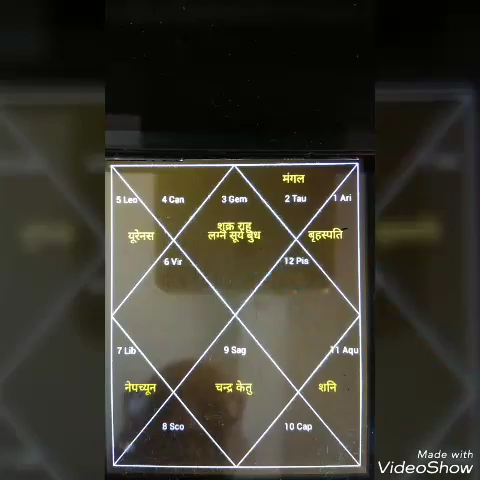 मंगल
5 Leo 4 Can 3 Gem 2 Tau 1 Ari
शुक्र राहु
यूरेनस लग्न सूर्य बुध बृहस्पति
6 Vir 12 Pis
7 Lib 9 Sag 11 Aqu
नेपच्यून चन्द्र केतु शनि
8 Sco 10 Cap
Made with
VideoShow